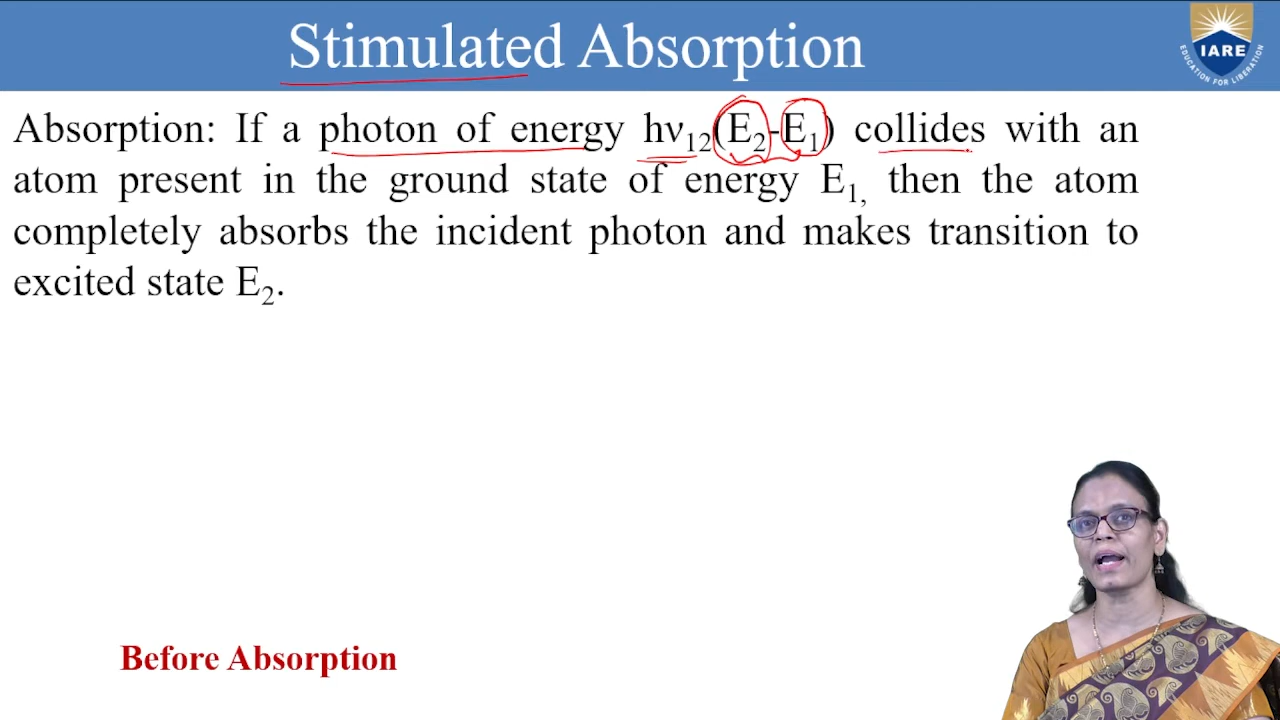 Stimulated Absorption
IARE
EDUCATION FOR LIBERATION
Absorption: If a photon of energy hν₁₂(E₂-E₁) collides with an
atom present in the ground state of energy E₁, then the atom
completely absorbs the incident photon and makes transition to
excited state E₂.
Before Absorption